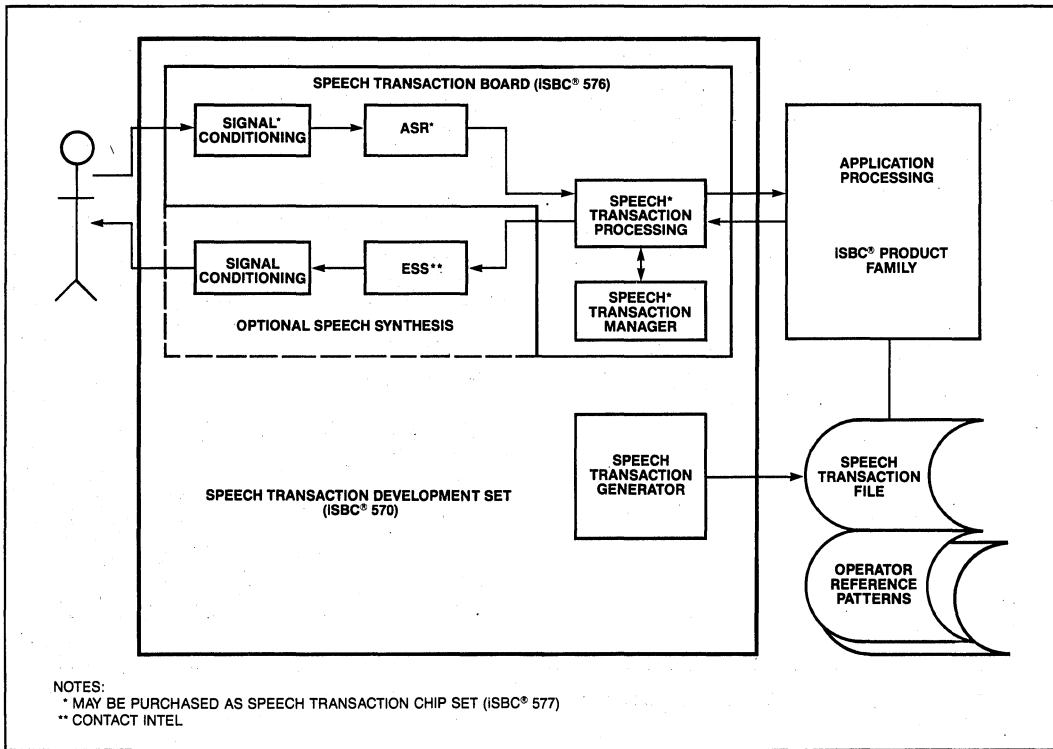 SPEECH TRANSACTION BOARD (iSBC® 576)
SIGNAL*
CONDITIONING
ASR*
SPEECH*
TRANSACTION
PROCESSING
APPLICATION
PROCESSING
iSBC® PRODUCT
FAMILY
SIGNAL
CONDITIONING
ESS**
OPTIONAL SPEECH SYNTHESIS
SPEECH*
TRANSACTION
MANAGER
SPEECH TRANSACTION DEVELOPMENT SET
(iSBC® 570)
SPEECH
TRANSACTION
GENERATOR
SPEECH
TRANSACTION
FILE
OPERATOR
REFERENCE
PATTERNS
NOTES:
* MAY BE PURCHASED AS SPEECH TRANSACTION CHIP SET (iSBC® 577)
** CONTACT INTEL